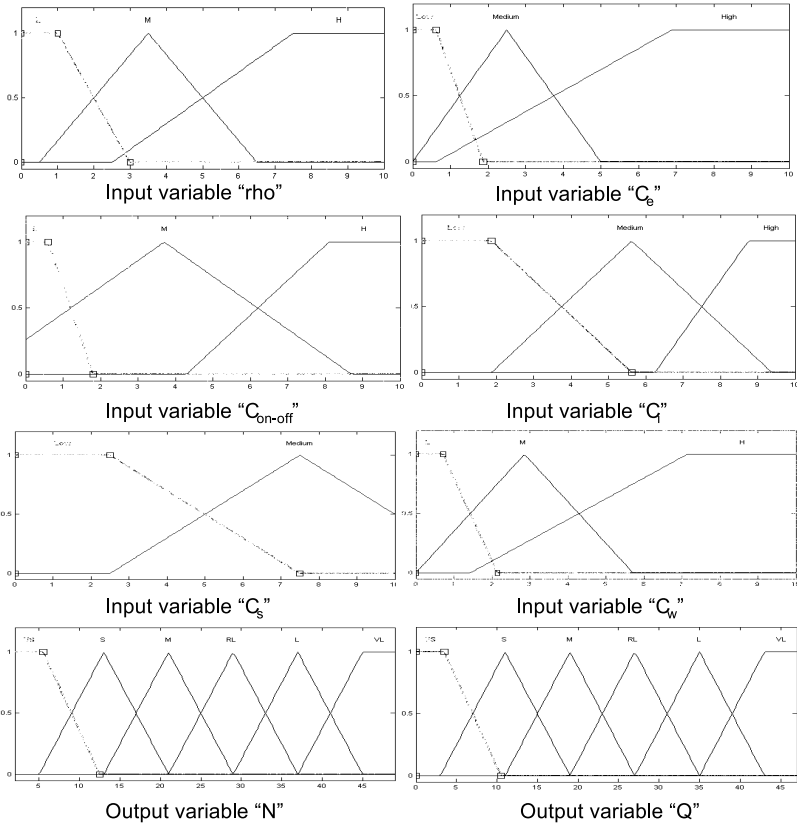 L M H
1
0.5
0
0 1 2 3 4 5 6 7 8 9 10
Input variable “rho”
Low Medium High
1
0.5
0
0 1 2 3 4 5 6 7 8 9 10
Input variable “Ce”
L M H
1
0.5
0
0 1 2 3 4 5 6 7 8 9 10
Input variable “Con-off”
Low Medium High
1
0.5
0
0 1 2 3 4 5 6 7 8 9 10
Input variable “Cl”
Low Medium
1
0.5
0
0 1 2 3 4 5 6 7 8 9 10
Input variable “Cs”
L M H
1
0.5
0
0 1 2 3 4 5 6 7 8 9 10
Input variable “Cw”
VS S M RL L VL
1
0.5
0
5 10 15 20 25 30 35 40 45
Output variable “N”
VS S M RL L VL
1
0.5
0
0 5 10 15 20 25 30 35 40 45
Output variable “Q”